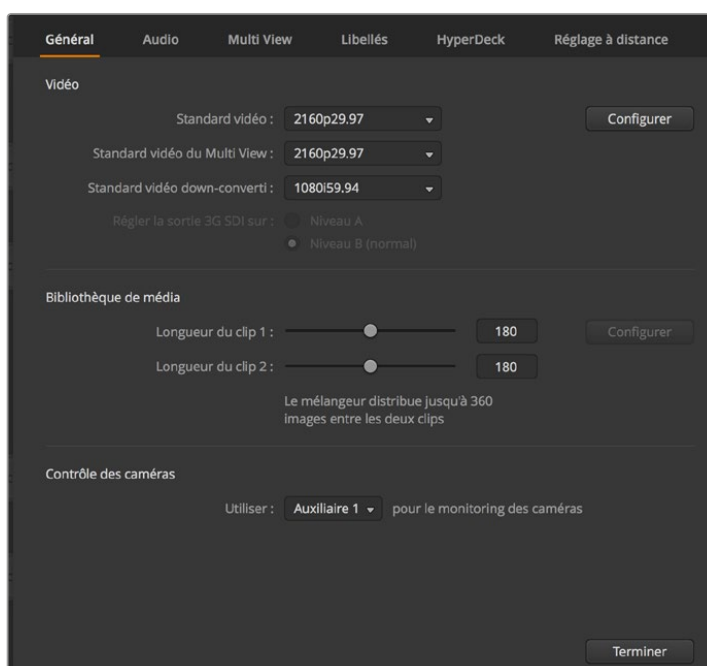 Général Audio Multi View Libellés HyperDeck Réglage à distance
Vidéo
Standard vidéo : 2160p29.97 Configurer
Standard vidéo du Multi View : 2160p29.97
Standard vidéo down-converti : 1080i59.94
Régler la sortie 3G SDI sur : Niveau A
Niveau B (normal)
Bibliothèque de média
Longueur du clip 1 : 180 Configurer
Longueur du clip 2 : 180
Le mélangeur distribue jusqu'à 360
images entre les deux clips
Contrôle des caméras
Utiliser : Auxiliaire 1 pour le monitoring des caméras
Terminer